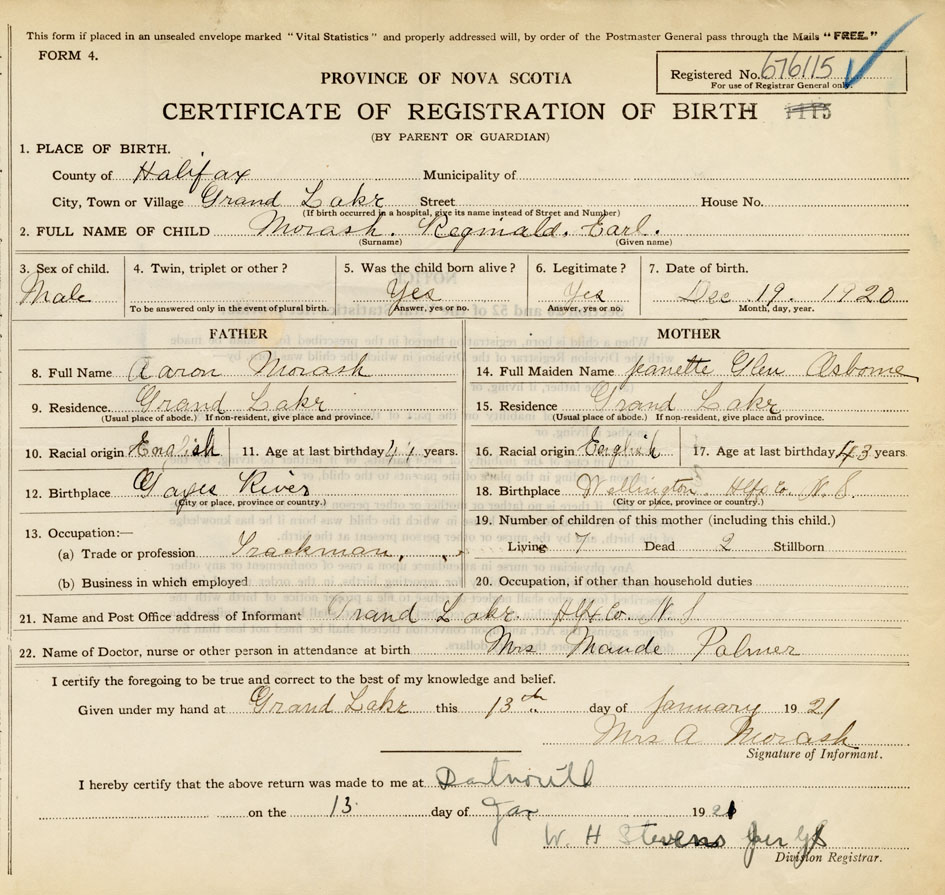 This form if placed in an unsealed envelope marked "Vital Statistics" and properly addressed will, by order of the Postmaster General pass through the Mails "FREE."
FORM 4.
Registered No. 676115
For use of Registrar General only.
PROVINCE OF NOVA SCOTIA
CERTIFICATE OF REGISTRATION OF BIRTH
(BY PARENT OR GUARDIAN)
1. PLACE OF BIRTH.
County of Halifax Municipality of
City, Town or Village Grand Lake Street House No.
(If birth occurred in a hospital, give its name instead of Street and Number)
2. FULL NAME OF CHILD Morash. Reginald. Earl.
(Surname) (Given name)
3. Sex of child. 4. Twin, triplet or other? 5. Was the child born alive? 6. Legitimate? 7. Date of birth.
Male Yes Yes Dec 19. 1920
To be answered only in the event of plural birth. Answer, yes or no. Answer, yes or no. Month, day, year.
FATHER MOTHER
8. Full Name Aaron Morash 14. Full Maiden Name Jeanette Glen Osborne
9. Residence. Grand Lake 15. Residence Grand Lake
(Usual place of abode.) If non-resident, give place and province. (Usual place of abode.) If non-resident, give place and province.
10. Racial origin English 11. Age at last birthday years. 16. Racial origin English 17. Age at last birthday 43 years.
12. Birthplace Gays River 18. Birthplace Wellington. Hfx Co. N. S.
(City or place, province or country.) (City or place, province or country.)
13. Occupation:— 19. Number of children of this mother (including this child.)
(a) Trade or profession Trackman, Living 7 Dead 2 Stillborn
(b) Business in which employed 20. Occupation, if other than household duties
21. Name and Post Office address of Informant Grand Lake Hfx Co. N. S
22. Name of Doctor, nurse or other person in attendance at birth Mrs Maude Palmer
I certify the foregoing to be true and correct to the best of my knowledge and belief.
Given under my hand at Grand Lake this 13th day of January 1921
Mrs A Morash
Signature of Informant.
I hereby certify that the above return was made to me at Dartmouth
on the 13 day of Jan 1921
W. H Stevens
Division Registrar.